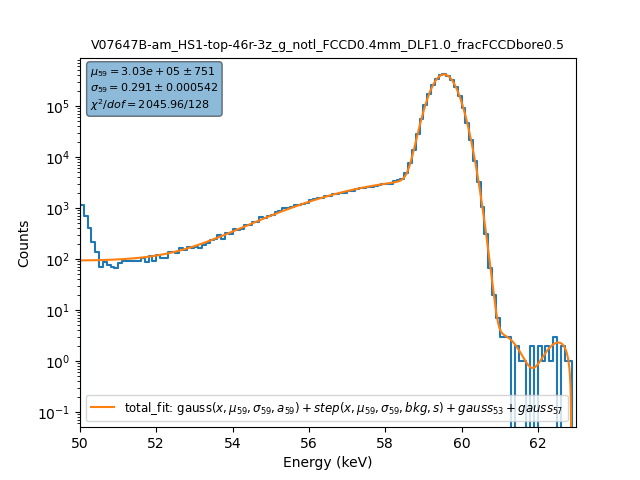 V07647B-am_HS1-top-46r-3z_g_notl_FCCD0.4mm_DLF1.0_fracFCCDbore0.5
μ₅₉ = 3.03e + 05 ± 751
σ₅₉ = 0.291 ± 0.000542
χ²/dof = 2045.96/128
Counts
10⁵
10⁴
10³
10²
10¹
10⁰
10⁻¹
total_fit: gauss(x, μ₅₉, σ₅₉, a₅₉) + step(x, μ₅₉, σ₅₉, bkg, s) + gauss₅₃ + gauss₅₇
50 52 54 56 58 60 62
Energy (keV)